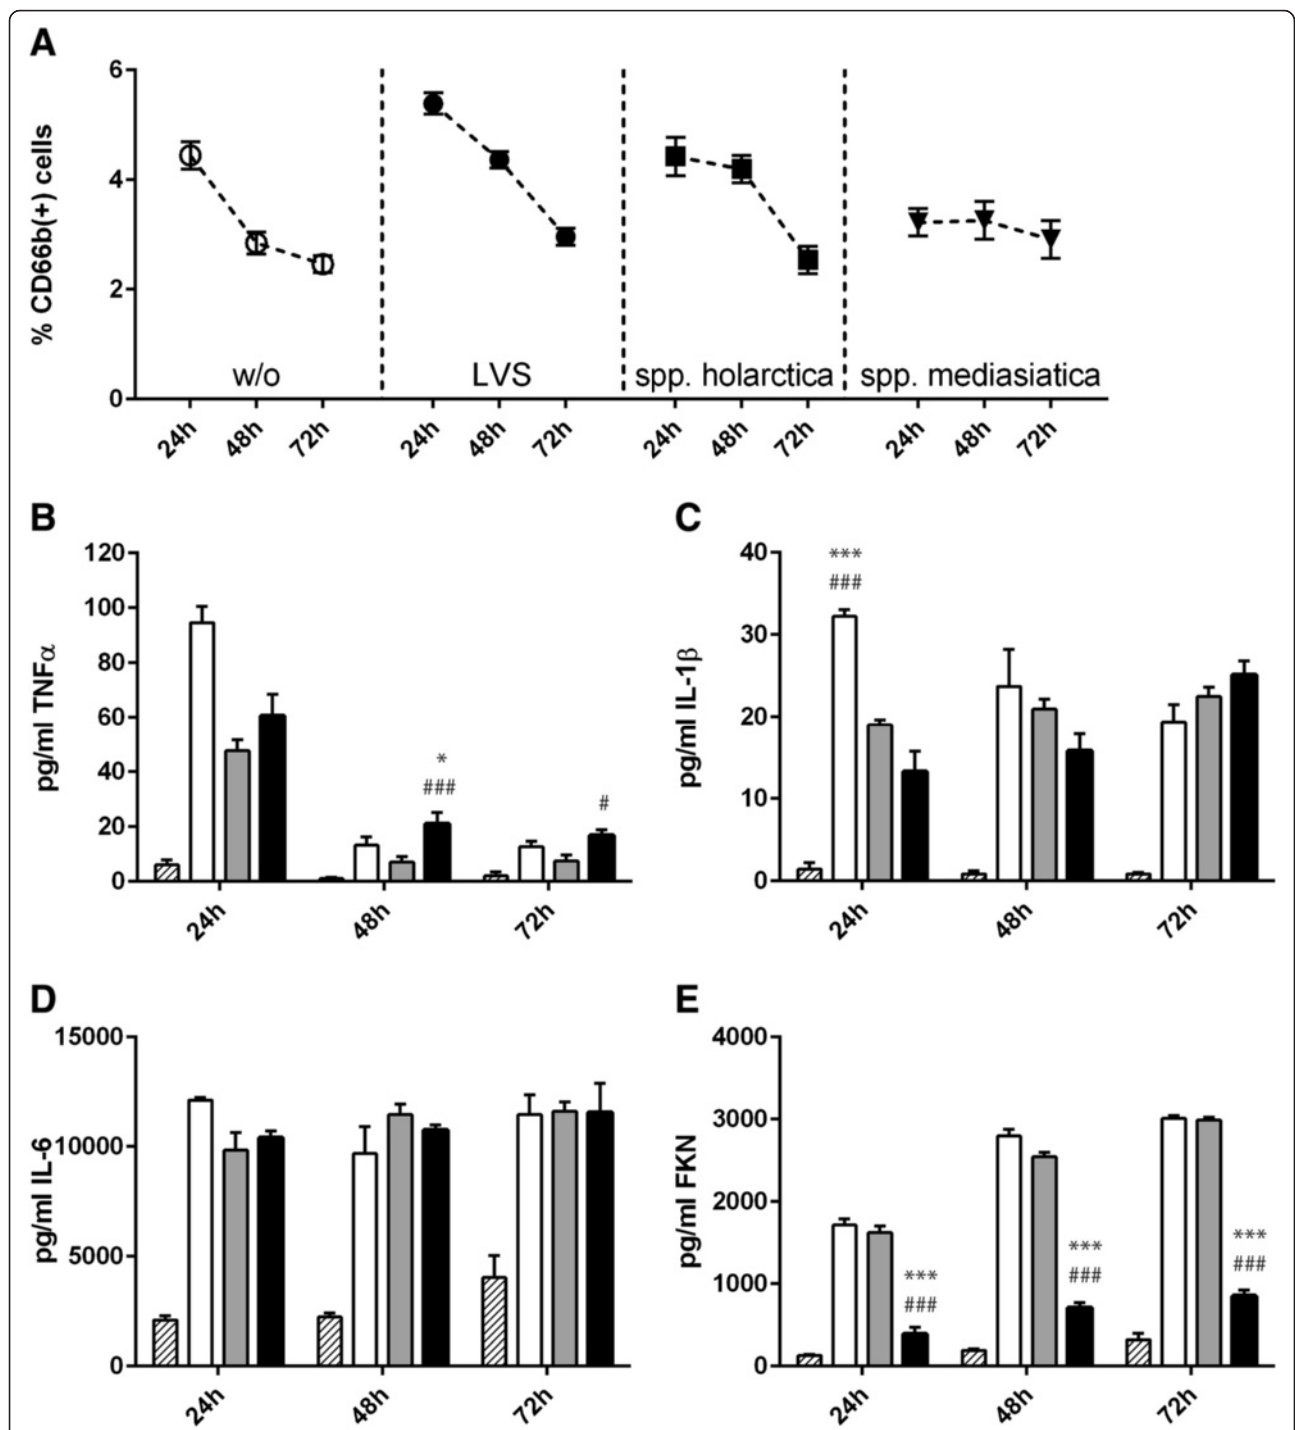 A
% CD66b(+) cells
6
4
2
0
w/o
LVS
spp. holarctica
spp. mediasiatica
24h
48h
72h
24h
48h
72h
24h
48h
72h
24h
48h
72h
B
pg/ml TNFα
120
100
80
60
40
20
0
*
###
#
24h
48h
72h
C
pg/ml IL-1β
40
30
20
10
0
***
###
24h
48h
72h
D
pg/ml IL-6
15000
10000
5000
0
24h
48h
72h
E
pg/ml FKN
4000
3000
2000
1000
0
***
###
***
###
***
###
24h
48h
72h